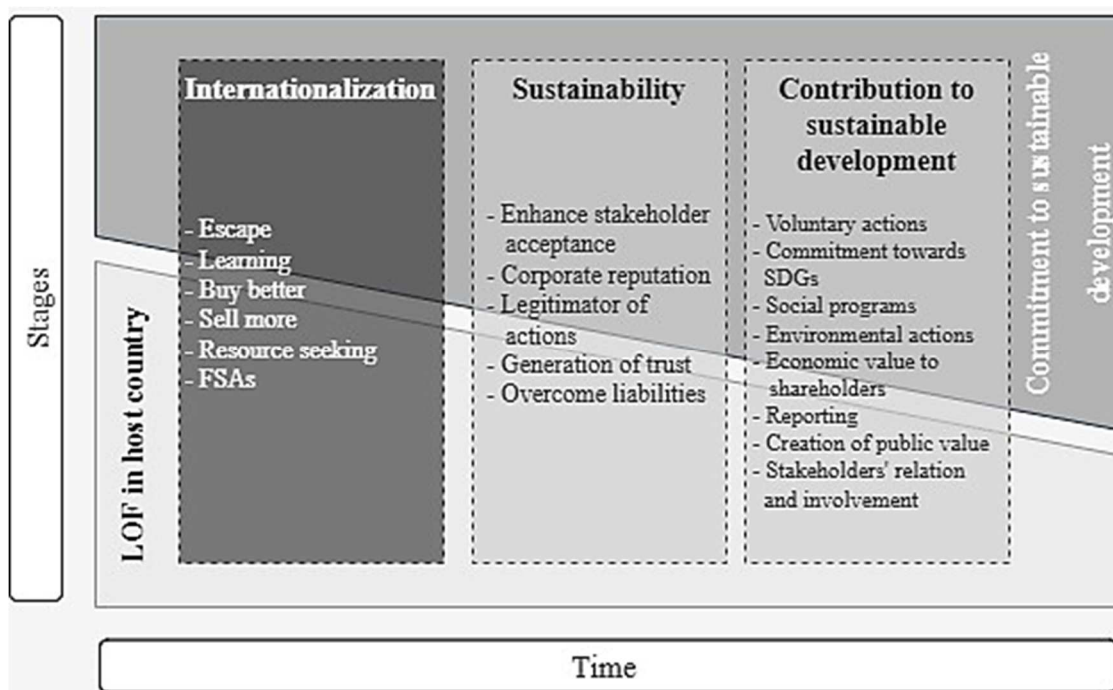 Stages
LOF in host country
Internationalization
- Escape
- Learning
- Buy better
- Sell more
- Resource seeking
- FSAs
Sustainability
- Enhance stakeholder
acceptance
- Corporate reputation
- Legitimator of
actions
- Generation of trust
- Overcome liabilities
Contribution to
sustainable
development
- Voluntary actions
- Commitment towards
SDGs
- Social programs
- Environmental actions
- Economic value to
shareholders
- Reporting
- Creation of public value
- Stakeholders' relation
and involvement
Commitment to sustainable
development
Time